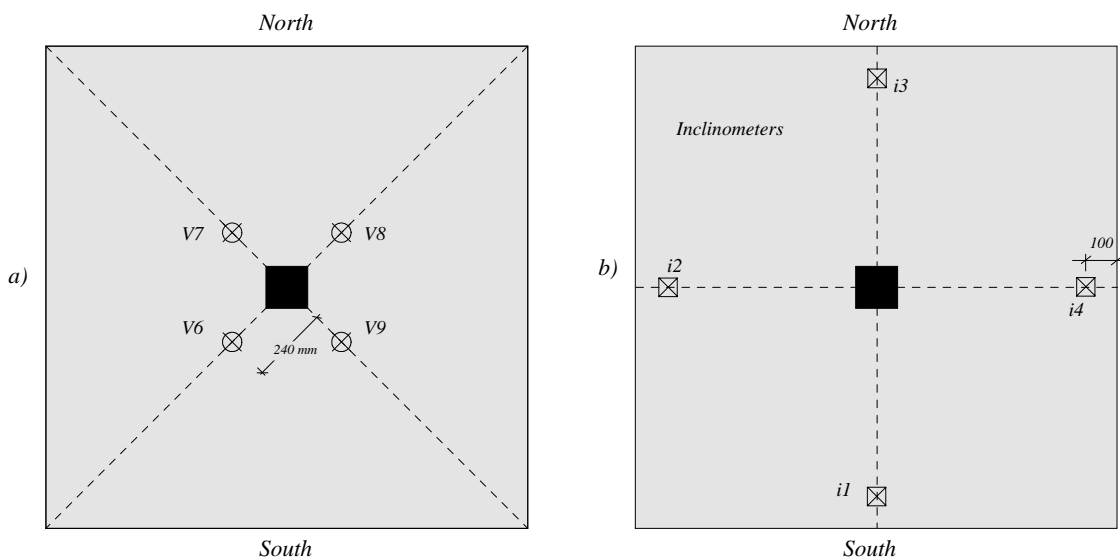 North
V7
V8
a)
V6
V9
240 mm
South
North
i3
Inclinometers
100
b)
i2
i4
i1
South